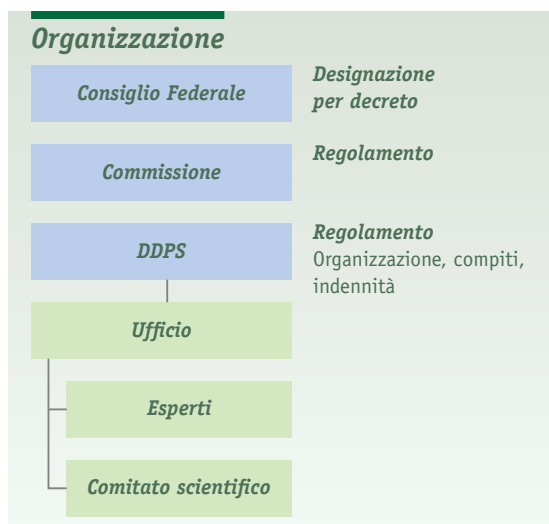 Organizzazione
Consiglio Federale
Designazione
per decreto
Commissione
Regolamento
DDPS
Regolamento
Organizzazione, compiti,
indennità
Ufficio
Esperti
Comitato scientifico